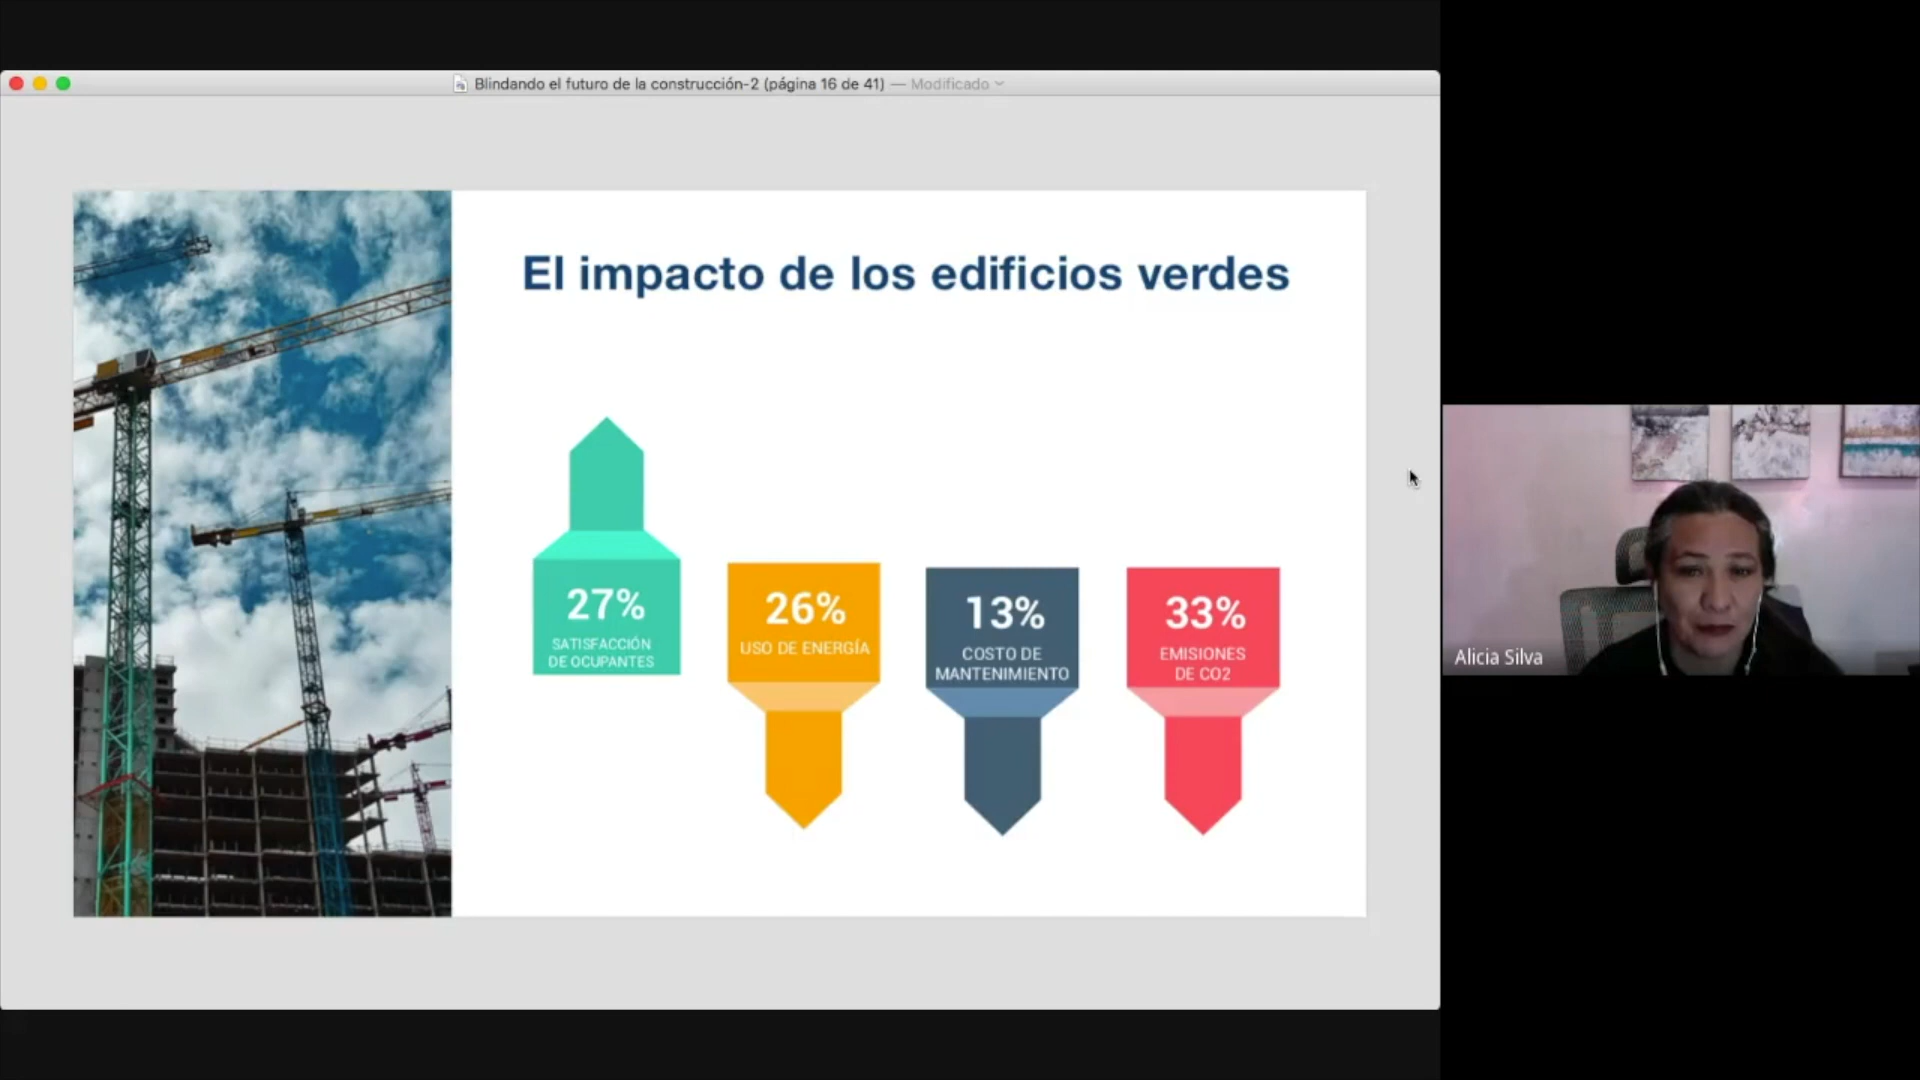 Blindando el futuro de la construcción-2 (página 16 de 41) — Modificado
El impacto de los edificios verdes
27%
SATISFACCIÓN
DE OCUPANTES
26%
USO DE ENERGÍA
13%
COSTO DE
MANTENIMIENTO
33%
EMISIONES
DE CO2
Alicia Silva